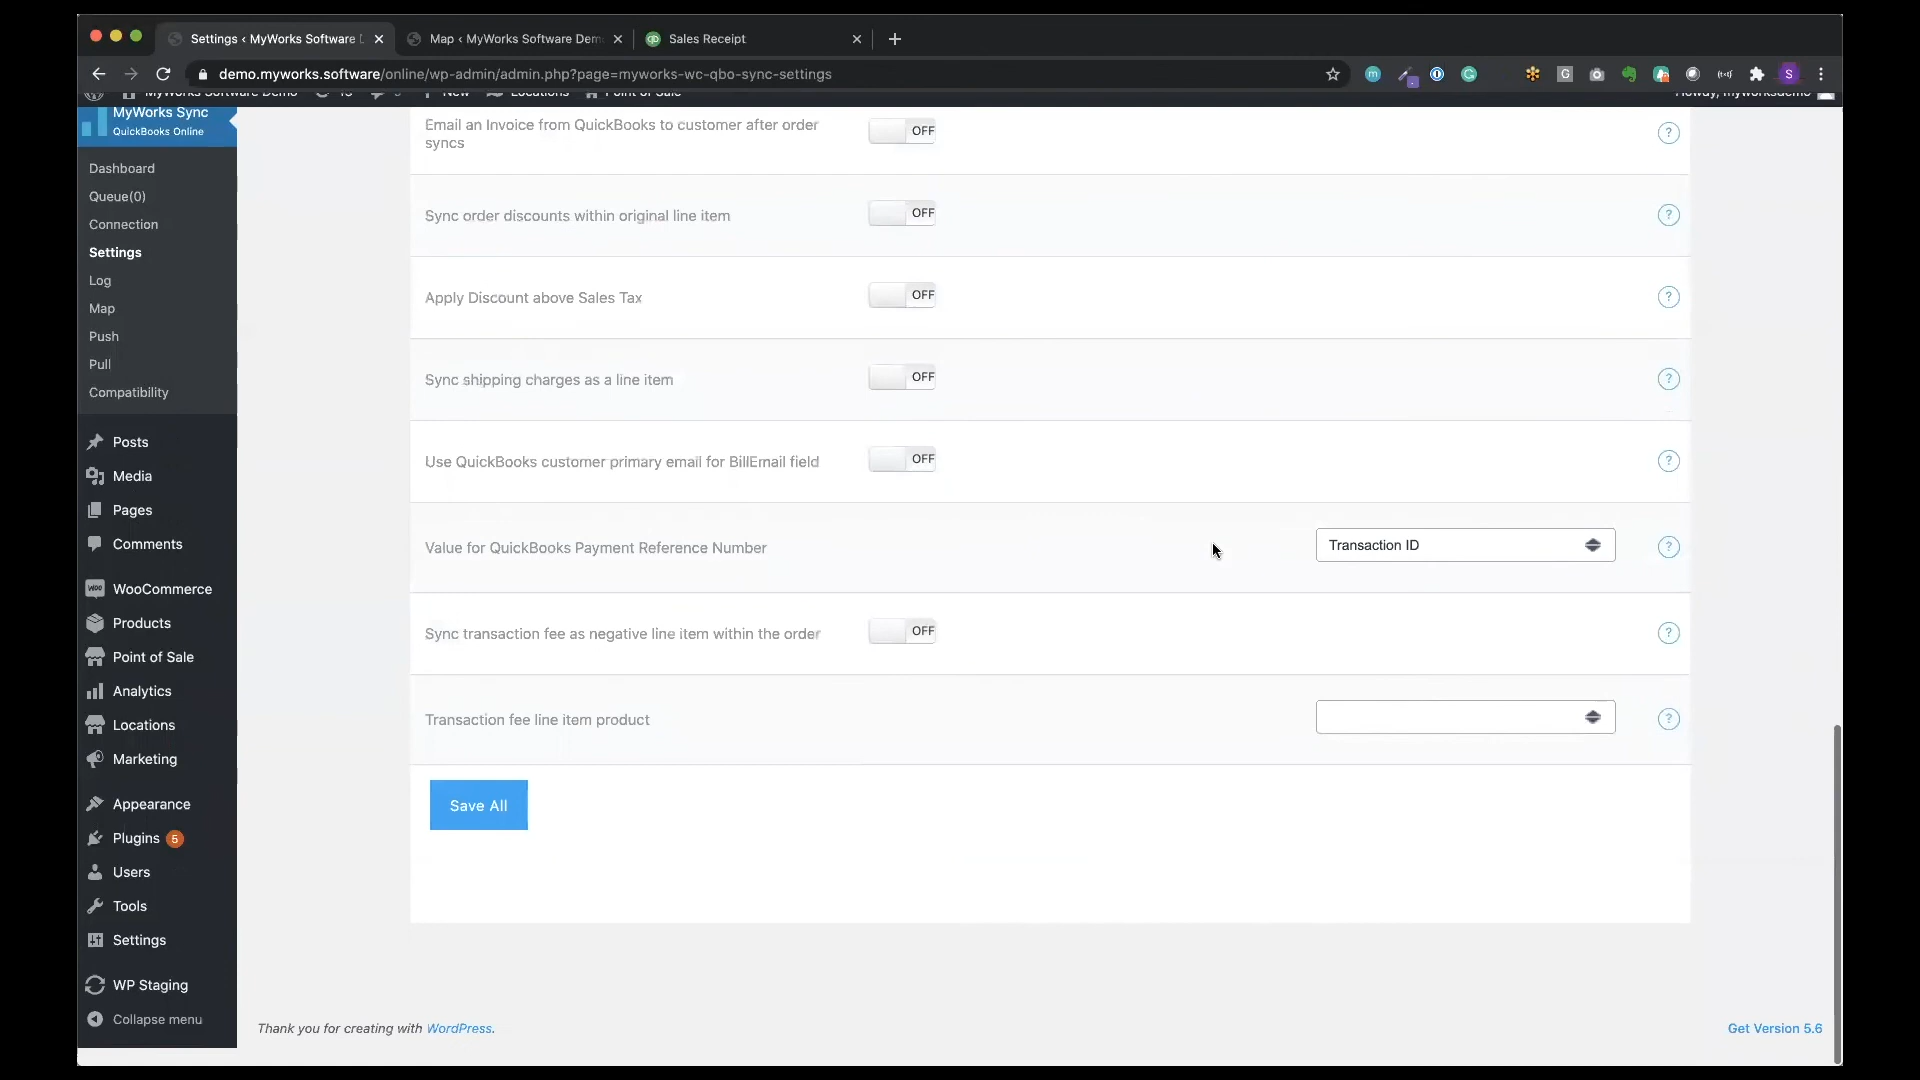 Settings ‹ MyWorks Software
Map ‹ MyWorks Software Dem
Sales Receipt
demo.myworks.software/online/wp-admin/admin.php?page=myworks-wc-qbo-sync-settings
MyWorks Software Demo
New
Locations
Point of Sale
Howdy, myworksdemo
MyWorks Sync
QuickBooks Online
Dashboard
Queue(0)
Connection
Settings
Log
Map
Push
Pull
Compatibility
Posts
Media
Pages
Comments
WooCommerce
Products
Point of Sale
Analytics
Locations
Marketing
Appearance
Plugins 5
Users
Tools
Settings
WP Staging
Collapse menu
Email an Invoice from QuickBooks to customer after order
syncs
OFF
?
Sync order discounts within original line item
OFF
?
Apply Discount above Sales Tax
OFF
?
Sync shipping charges as a line item
OFF
?
Use QuickBooks customer primary email for BillEmail field
OFF
?
Value for QuickBooks Payment Reference Number
Transaction ID
?
Sync transaction fee as negative line item within the order
OFF
?
Transaction fee line item product
?
Save All
Thank you for creating with WordPress.
Get Version 5.6